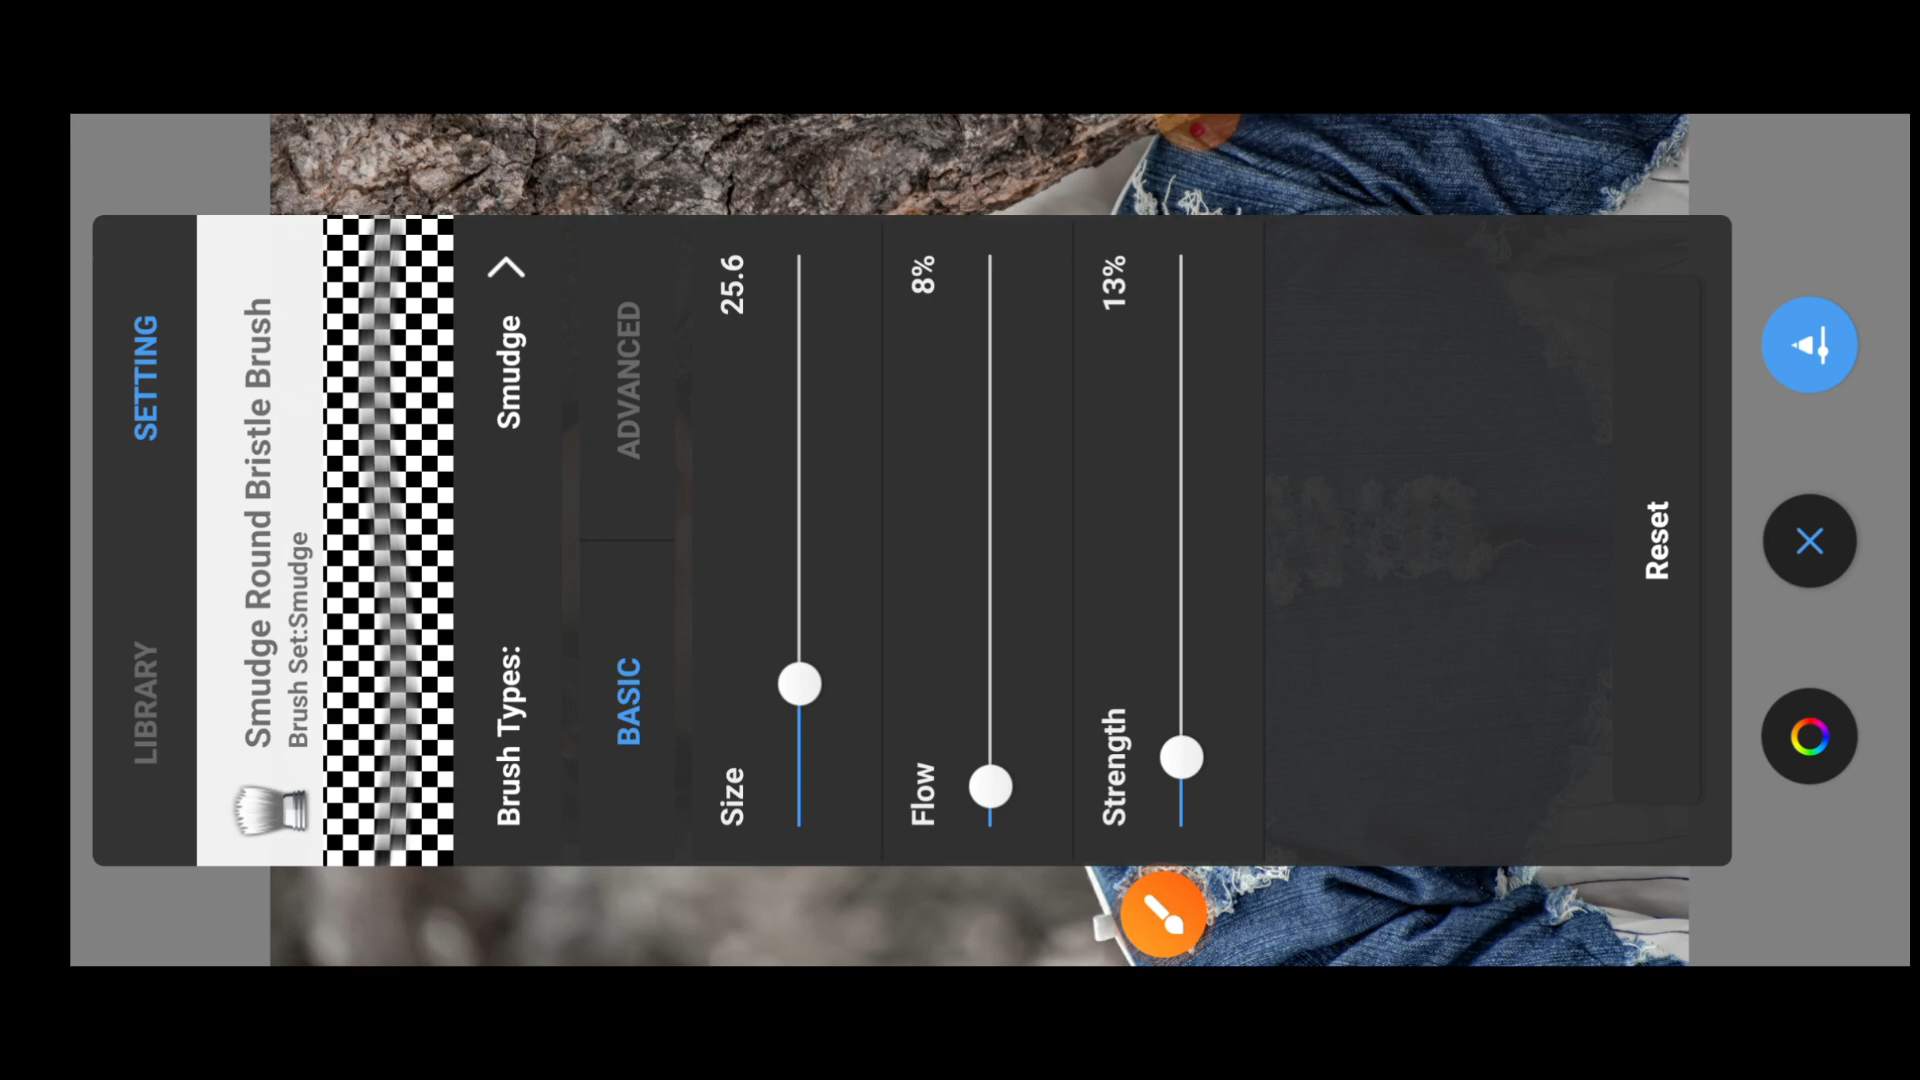 LIBRARY
SETTING
Smudge Round Bristle Brush
Brush Set:Smudge
Brush Types:
Smudge
BASIC
ADVANCED
Size
25.6
Flow
8%
Strength
13%
Reset